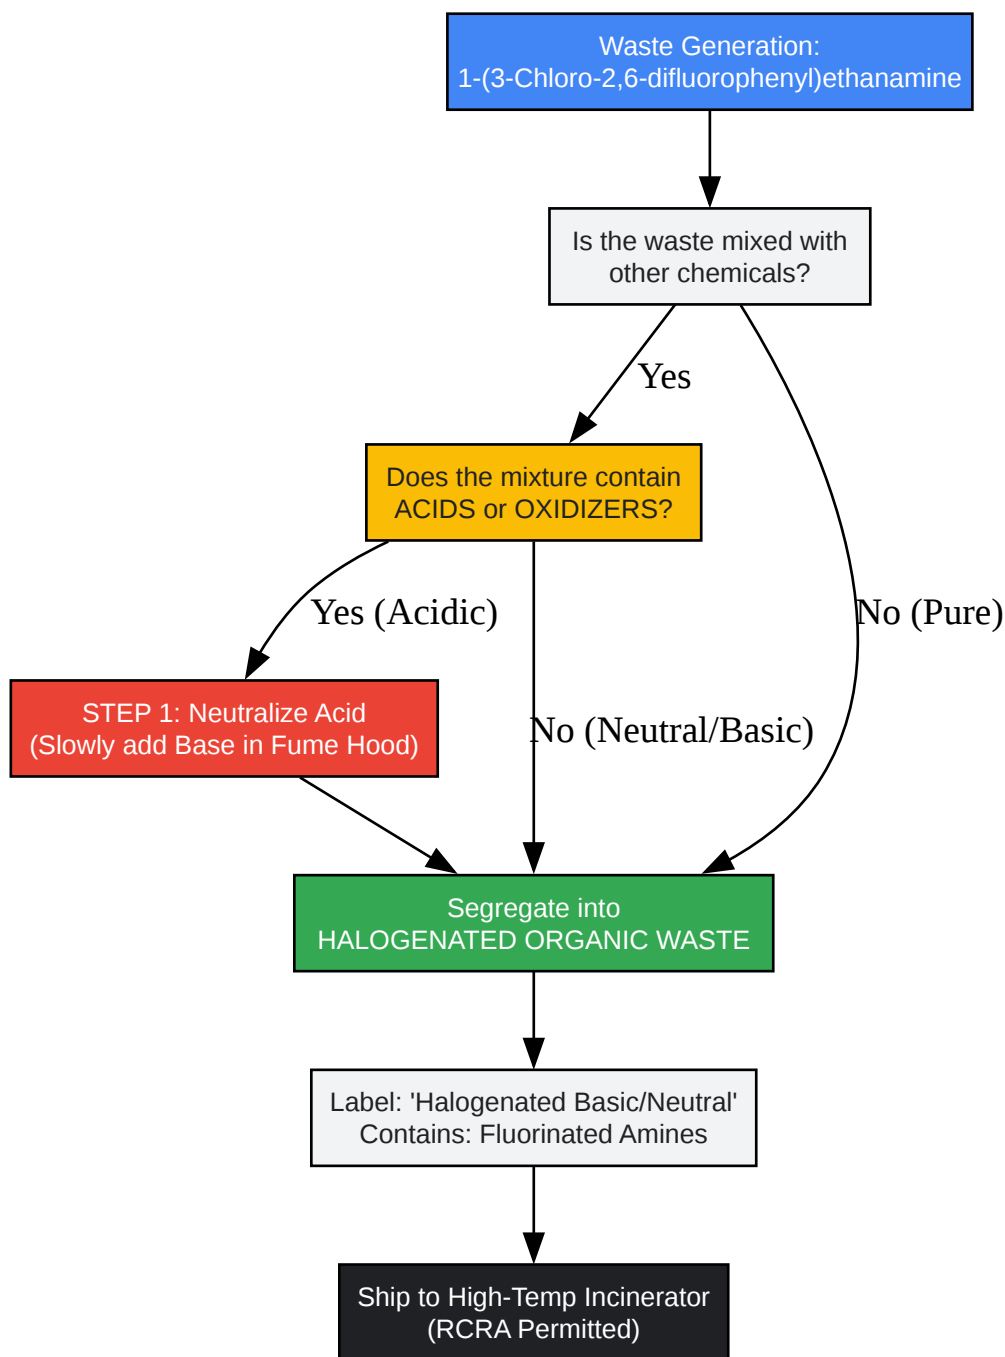 Waste Generation:
1-(3-Chloro-2,6-difluorophenyl)ethanamine
Is the waste mixed with
other chemicals?
Yes
Does the mixture contain
ACIDS or OXIDIZERS?
Yes (Acidic)
No (Pure)
STEP 1: Neutralize Acid
(Slowly add Base in Fume Hood)
No (Neutral/Basic)
Segregate into
HALOGENATED ORGANIC WASTE
Label: 'Halogenated Basic/Neutral'
Contains: Fluorinated Amines
Ship to High-Temp Incinerator
(RCRA Permitted)